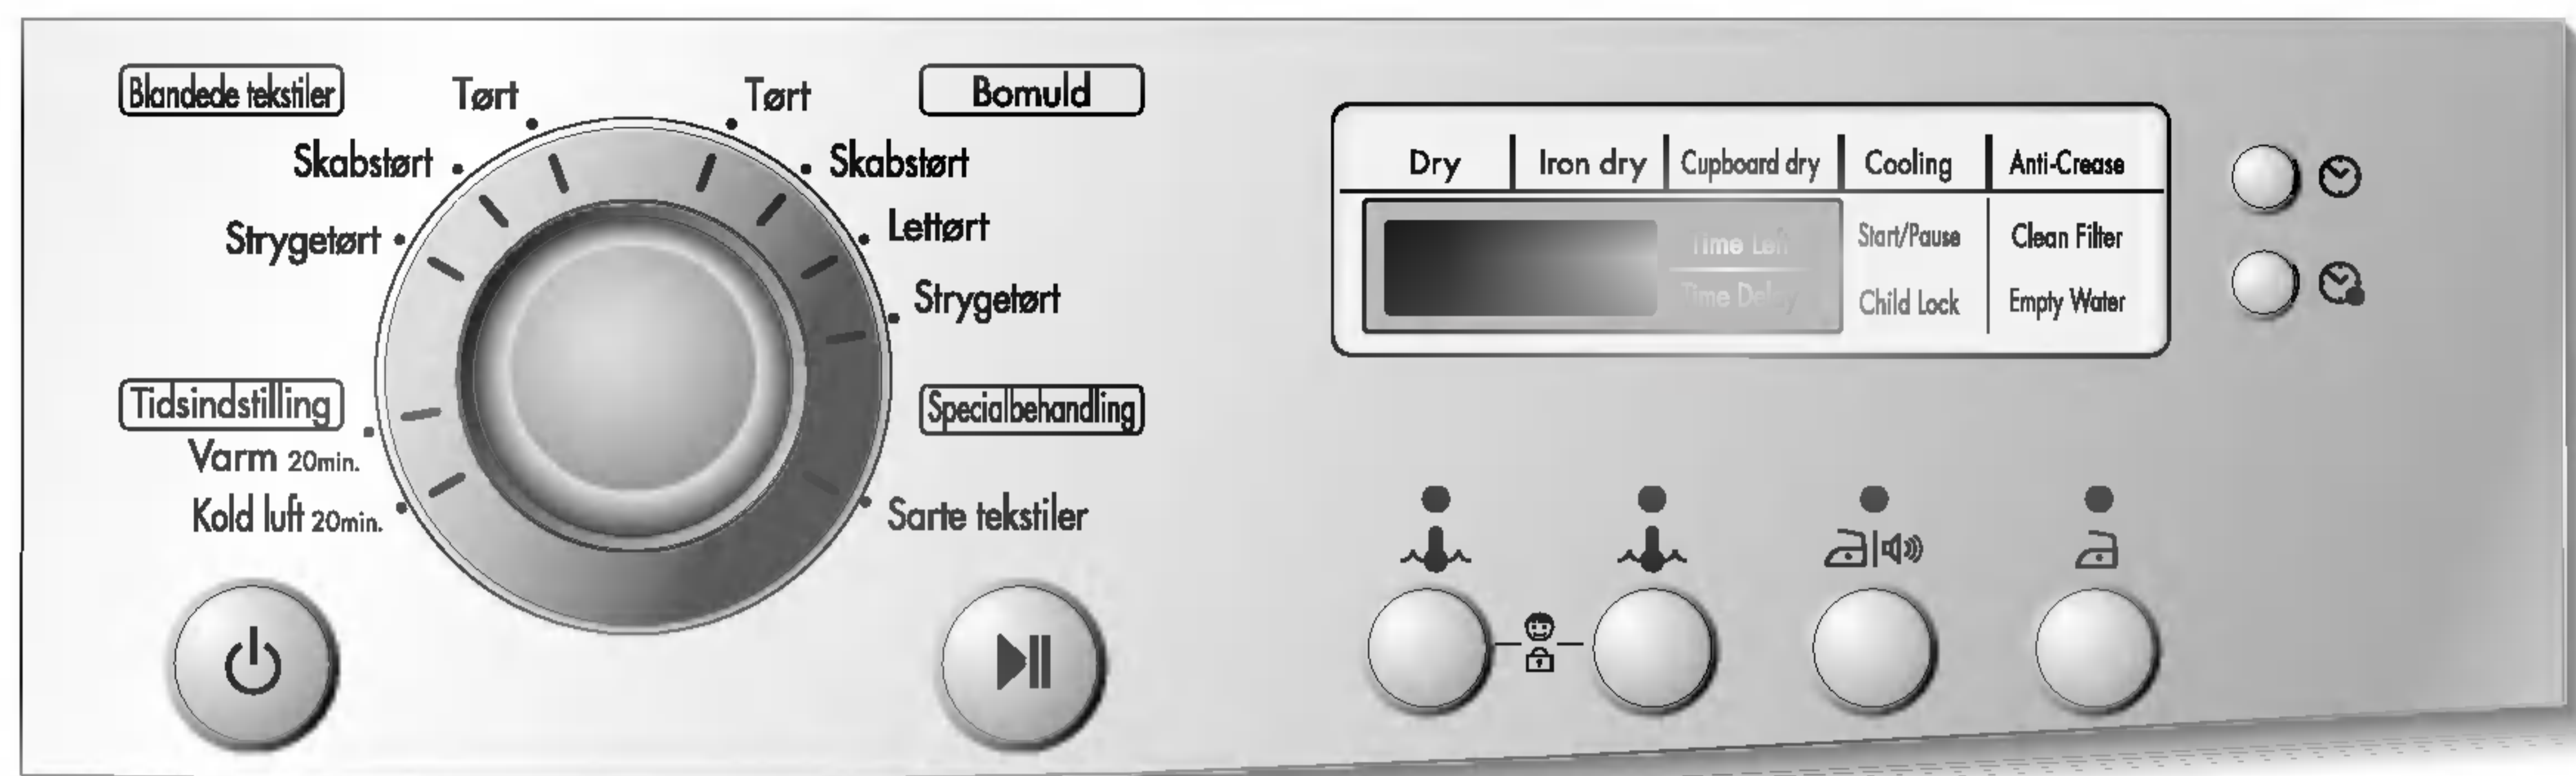 Blandede tekstiler
Tørt
Skabstørt
Strygetørt
Tidsindstilling
Varm 20min.
Kold luft 20min.
Bomuld
Tørt
Skabstørt
Lettørt
Strygetørt
Specialbehandling
Sarte tekstiler
Dry Iron dry Cupboard dry Cooling Anti-Crease
Time Left Start/Pause Clean Filter
Time Delay Child Lock Empty Water